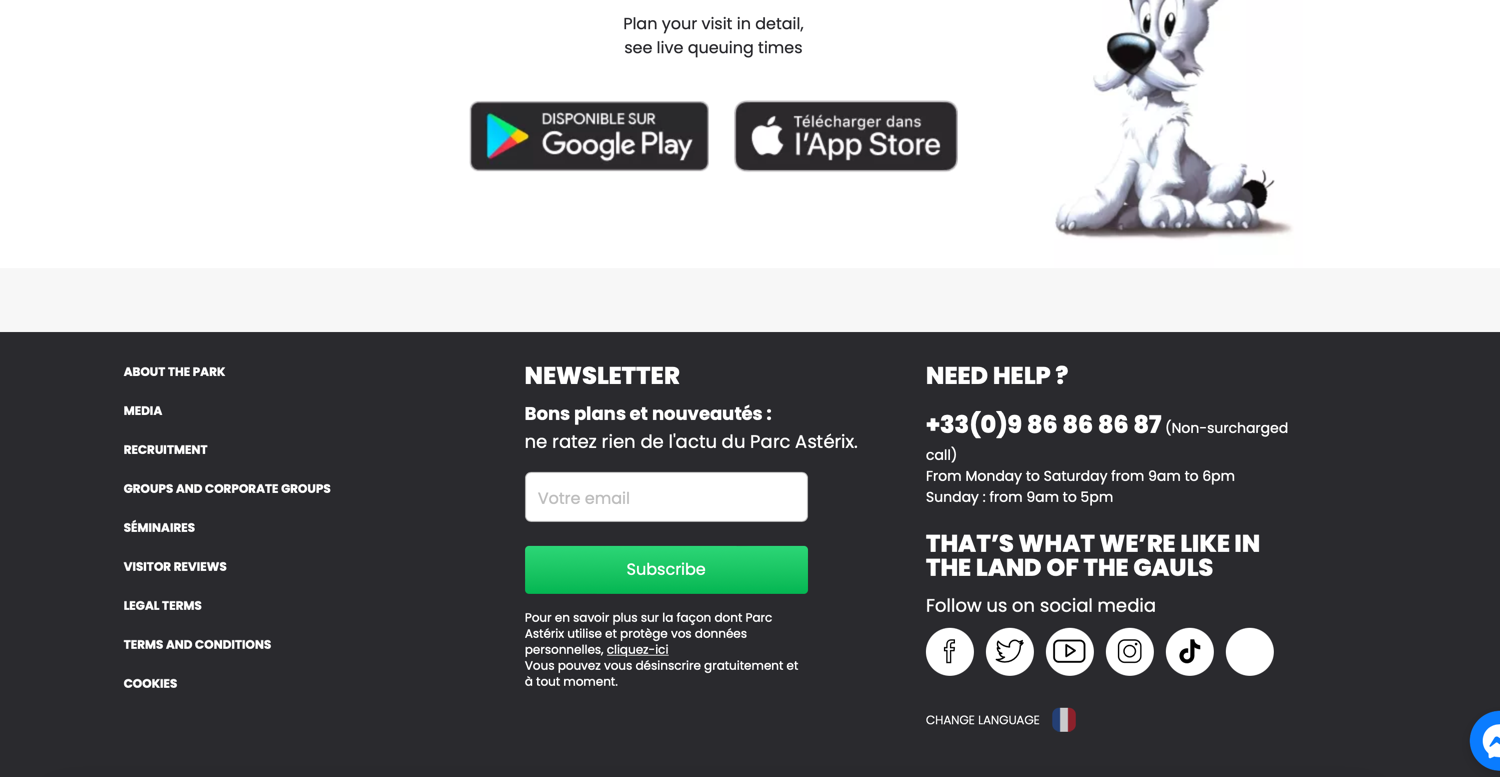 Plan your visit in detail,
see live queuing times
DISPONIBLE SUR
Google Play
Télécharger dans
l'App Store
ABOUT THE PARK
MEDIA
RECRUITMENT
GROUPS AND CORPORATE GROUPS
SÉMINAIRES
VISITOR REVIEWS
LEGAL TERMS
TERMS AND CONDITIONS
COOKIES
NEWSLETTER
Bons plans et nouveautés :
ne ratez rien de l'actu du Parc Astérix.
Votre email
Subscribe
Pour en savoir plus sur la façon dont Parc
Astérix utilise et protège vos données
personnelles, cliquez-ici
Vous pouvez vous désinscrire gratuitement et
à tout moment.
NEED HELP ?
+33(0)9 86 86 86 87 (Non-surcharged
call)
From Monday to Saturday from 9am to 6pm
Sunday : from 9am to 5pm
THAT'S WHAT WE'RE LIKE IN
THE LAND OF THE GAULS
Follow us on social media
CHANGE LANGUAGE